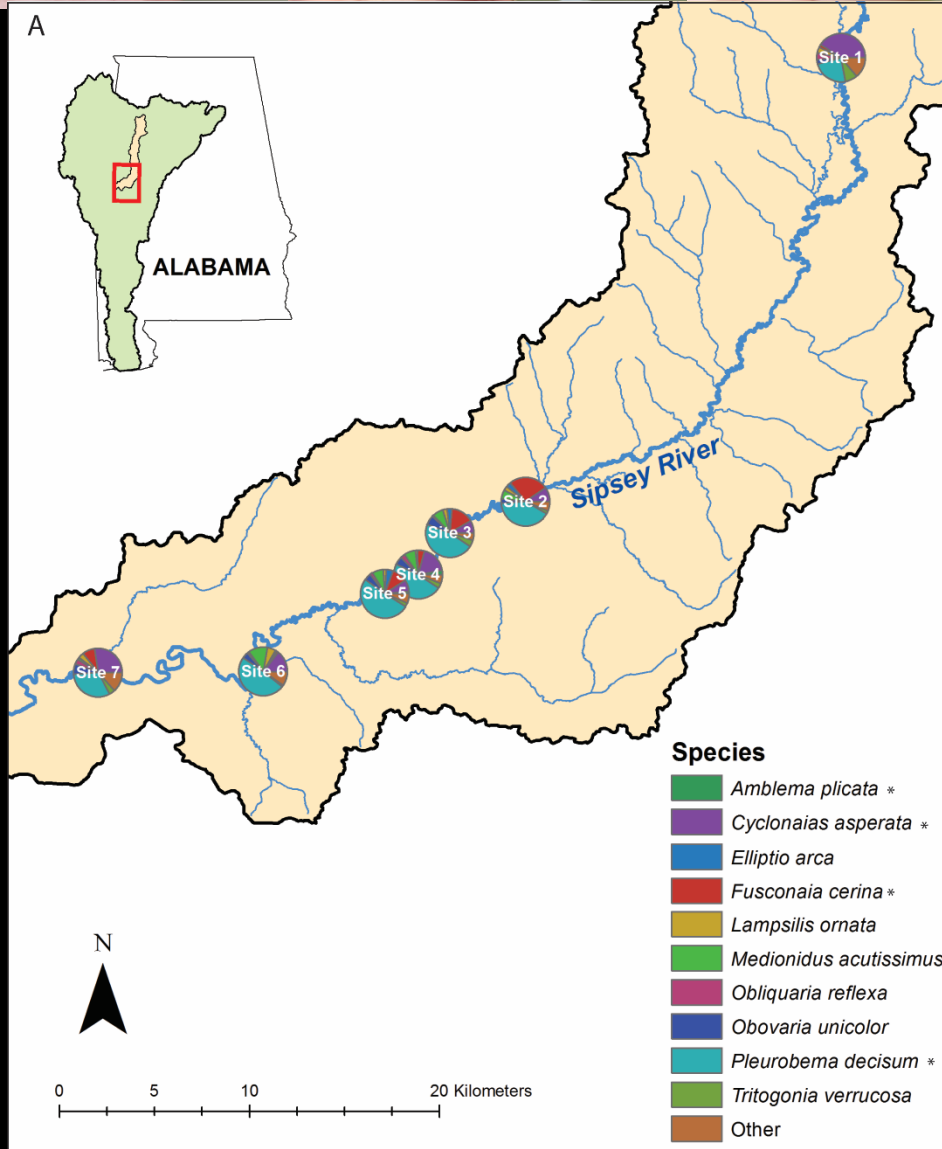 A
ALABAMA
Site 1
Sipsey River
Site 2
Site 3
Site 4
Site 5
Site 6
Site 7
Species
Amblema plicata *
Cyclonaias asperata *
Elliptio arca
Fusconaia cerina *
Lampsilis ornata
Medionidus acutissimus
Obliquaria reflexa
Obovaria unicolor
Pleurobema decisum *
Tritogonia verrucosa
Other
N
0 5 10 20 Kilometers